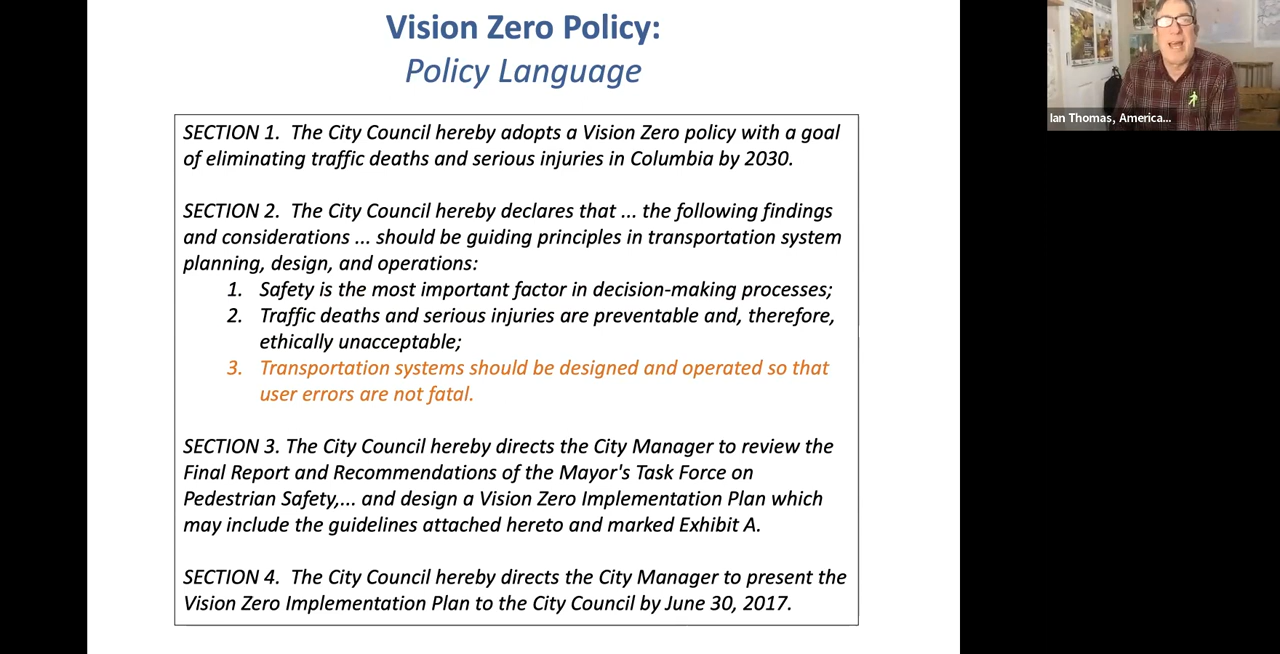 Vision Zero Policy:
Policy Language
SECTION 1. The City Council hereby adopts a Vision Zero policy with a goal
of eliminating traffic deaths and serious injuries in Columbia by 2030.
SECTION 2. The City Council hereby declares that ... the following findings
and considerations ... should be guiding principles in transportation system
planning, design, and operations:
1. Safety is the most important factor in decision-making processes;
2. Traffic deaths and serious injuries are preventable and, therefore,
ethically unacceptable;
3. Transportation systems should be designed and operated so that
user errors are not fatal.
SECTION 3. The City Council hereby directs the City Manager to review the
Final Report and Recommendations of the Mayor's Task Force on
Pedestrian Safety,... and design a Vision Zero Implementation Plan which
may include the guidelines attached hereto and marked Exhibit A.
SECTION 4. The City Council hereby directs the City Manager to present the
Vision Zero Implementation Plan to the City Council by June 30, 2017.
Ian Thomas, America...